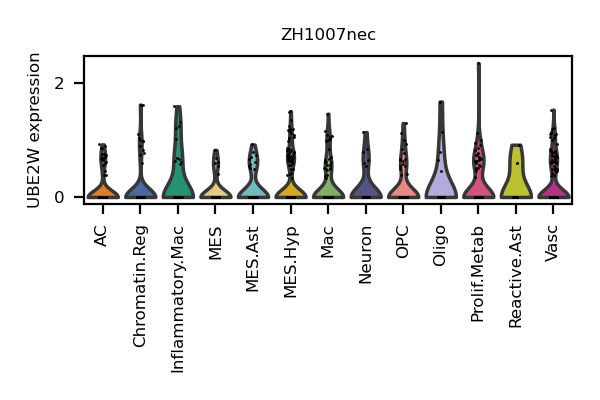 ZH1007nec
UBE2W expression
2
0
AC
Chromatin.Reg
Inflammatory.Mac
MES
MES.Ast
MES.Hyp
Mac
Neuron
OPC
Oligo
Prolif.Metab
Reactive.Ast
Vasc